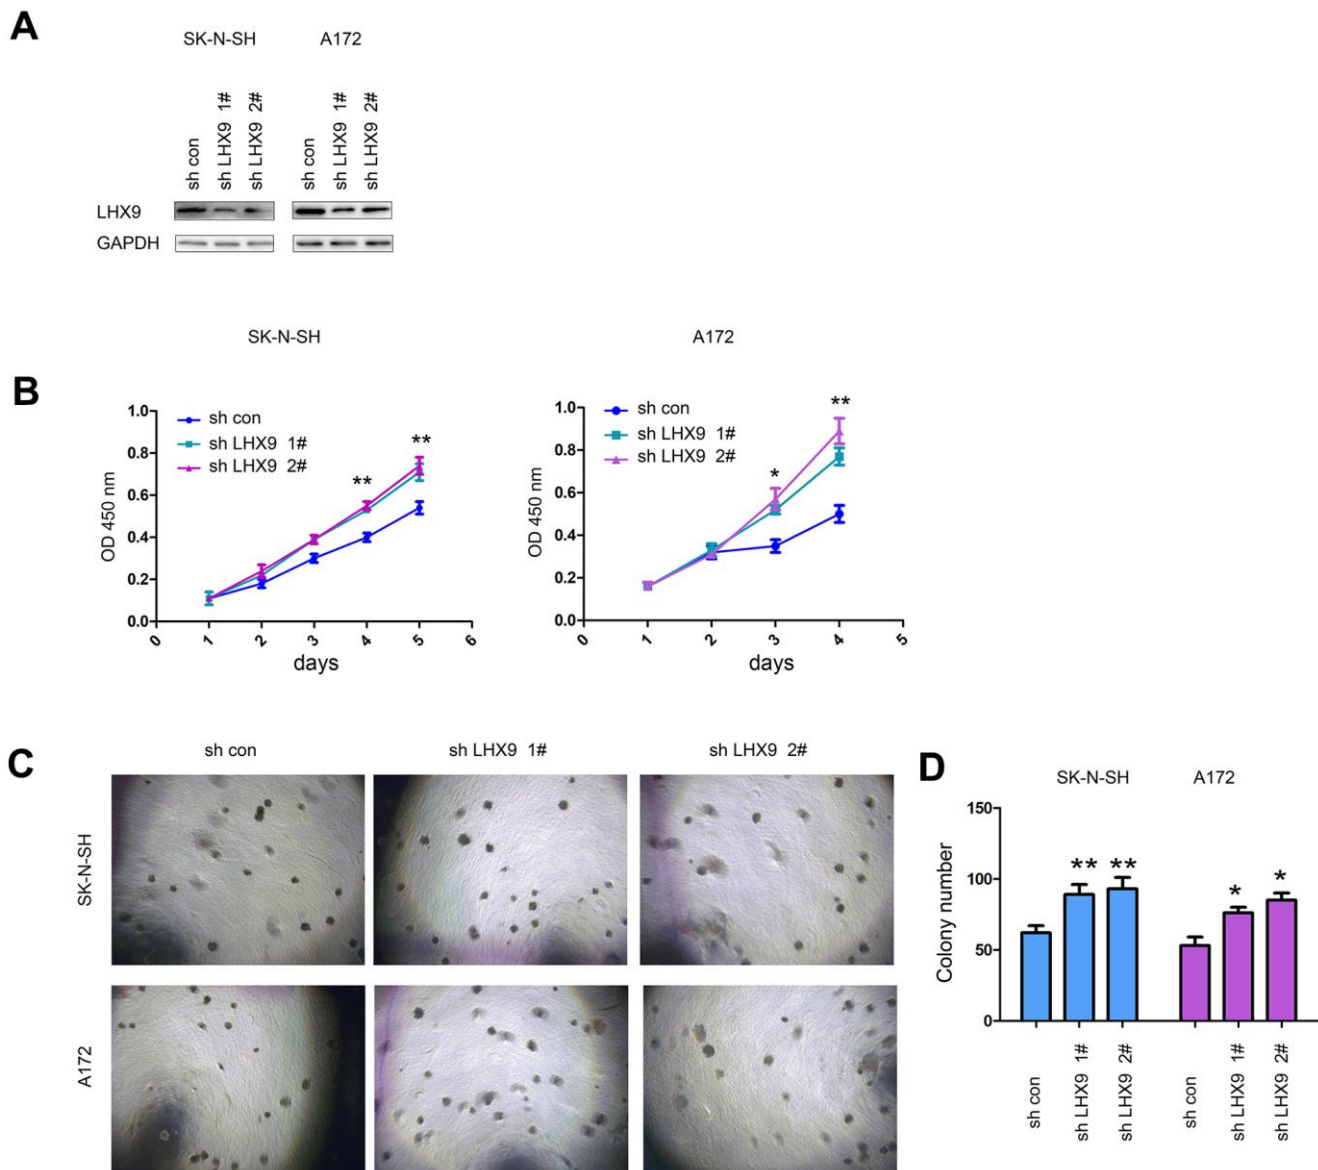 A
SK-N-SH A172
sh con sh LHX9 1# sh LHX9 2# sh con sh LHX9 1# sh LHX9 2#
LHX9
GAPDH
SK-N-SH A172
B
1.0 0.8 0.6 0.4 0.2 0.0
OD 450 nm
sh con
sh LHX9 1#
sh LHX9 2#
** **
0 1 2 3 4 5 6
days
1.0 0.8 0.6 0.4 0.2 0.0
OD 450 nm
sh con
sh LHX9 1#
sh LHX9 2#
* **
0 1 2 3 4 5
days
C
sh con sh LHX9 1# sh LHX9 2#
SK-N-SH
A172
D
SK-N-SH A172
150
100
50
0
Colony number
** ** * *
sh con sh LHX9 1# sh LHX9 2# sh con sh LHX9 1# sh LHX9 2#